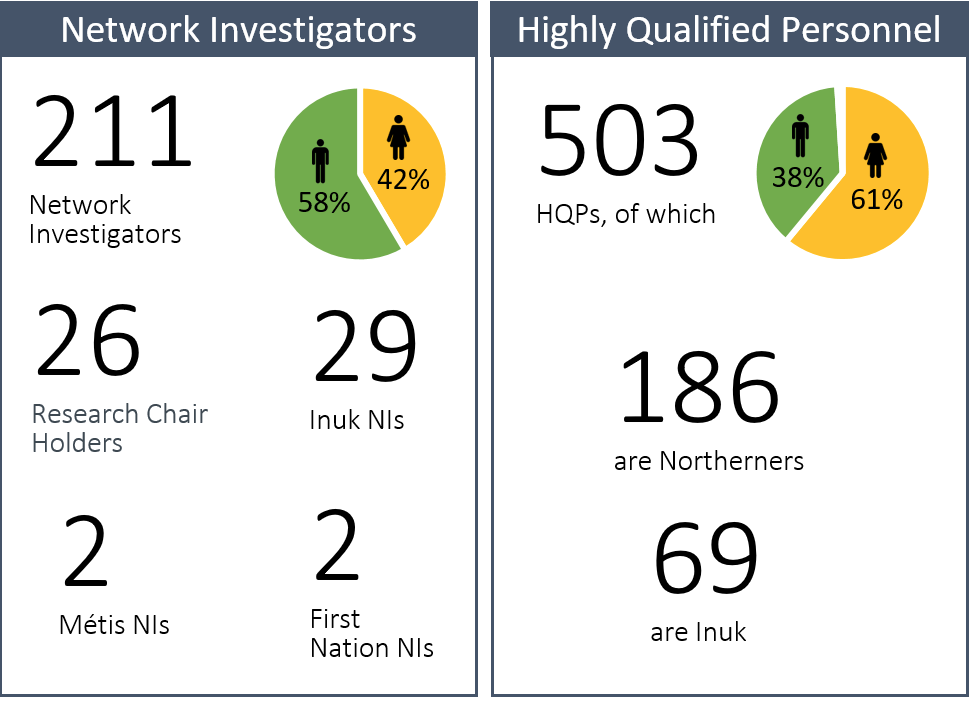 Network Investigators
211
Network
Investigators
58%
42%
26
Research Chair
Holders
29
Inuk NIs
2
Métis NIs
2
First
Nation NIs
Highly Qualified Personnel
503
HQPs, of which
38%
61%
186
are Northerners
69
are Inuk